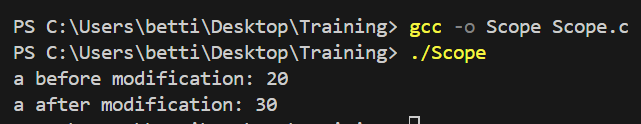 PS C:\Users\betti\Desktop\Training> gcc -o Scope Scope.c
PS C:\Users\betti\Desktop\Training> ./Scope
a before modification: 20
a after modification: 30